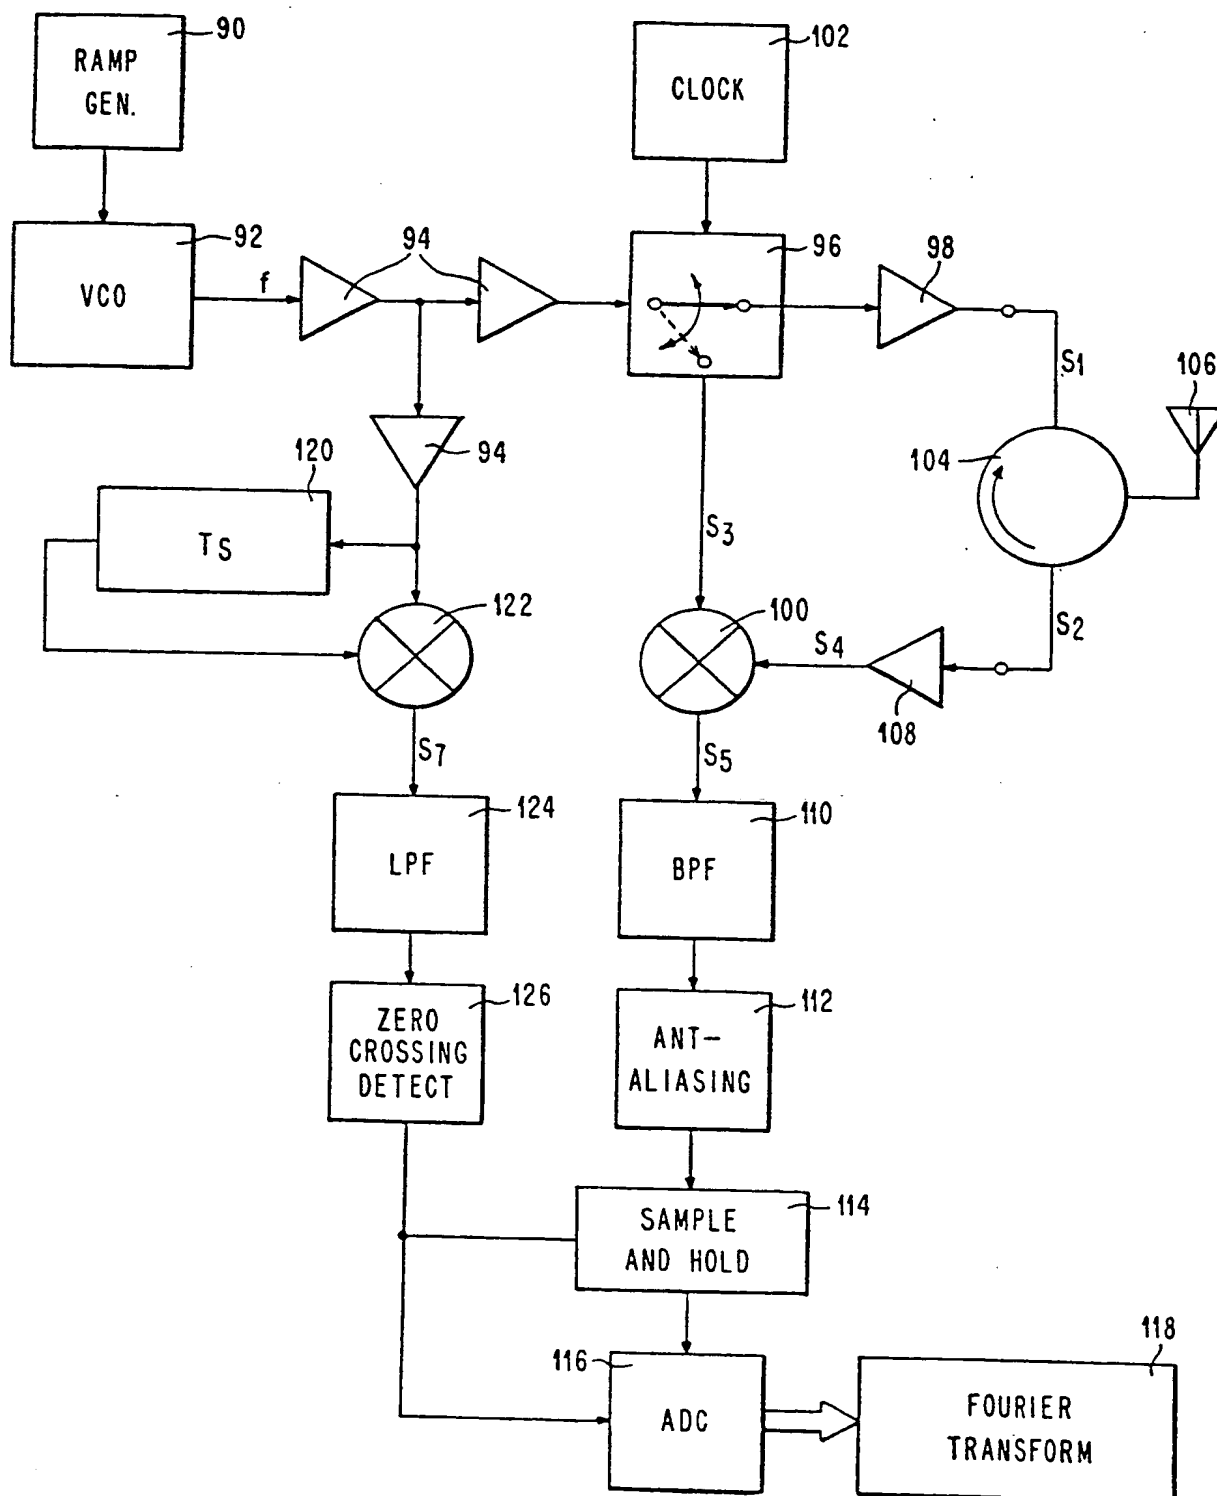 90
RAMP
GEN.
102
CLOCK
92
VCO
f
94
96
98
S1
106
104
94
120
TS
S3
122
100
S4
S2
108
S7
S5
124
LPF
110
BPF
126
ZERO
CROSSING
DETECT
112
ANT-
ALIASING
114
SAMPLE
AND HOLD
116
ADC
118
FOURIER
TRANSFORM